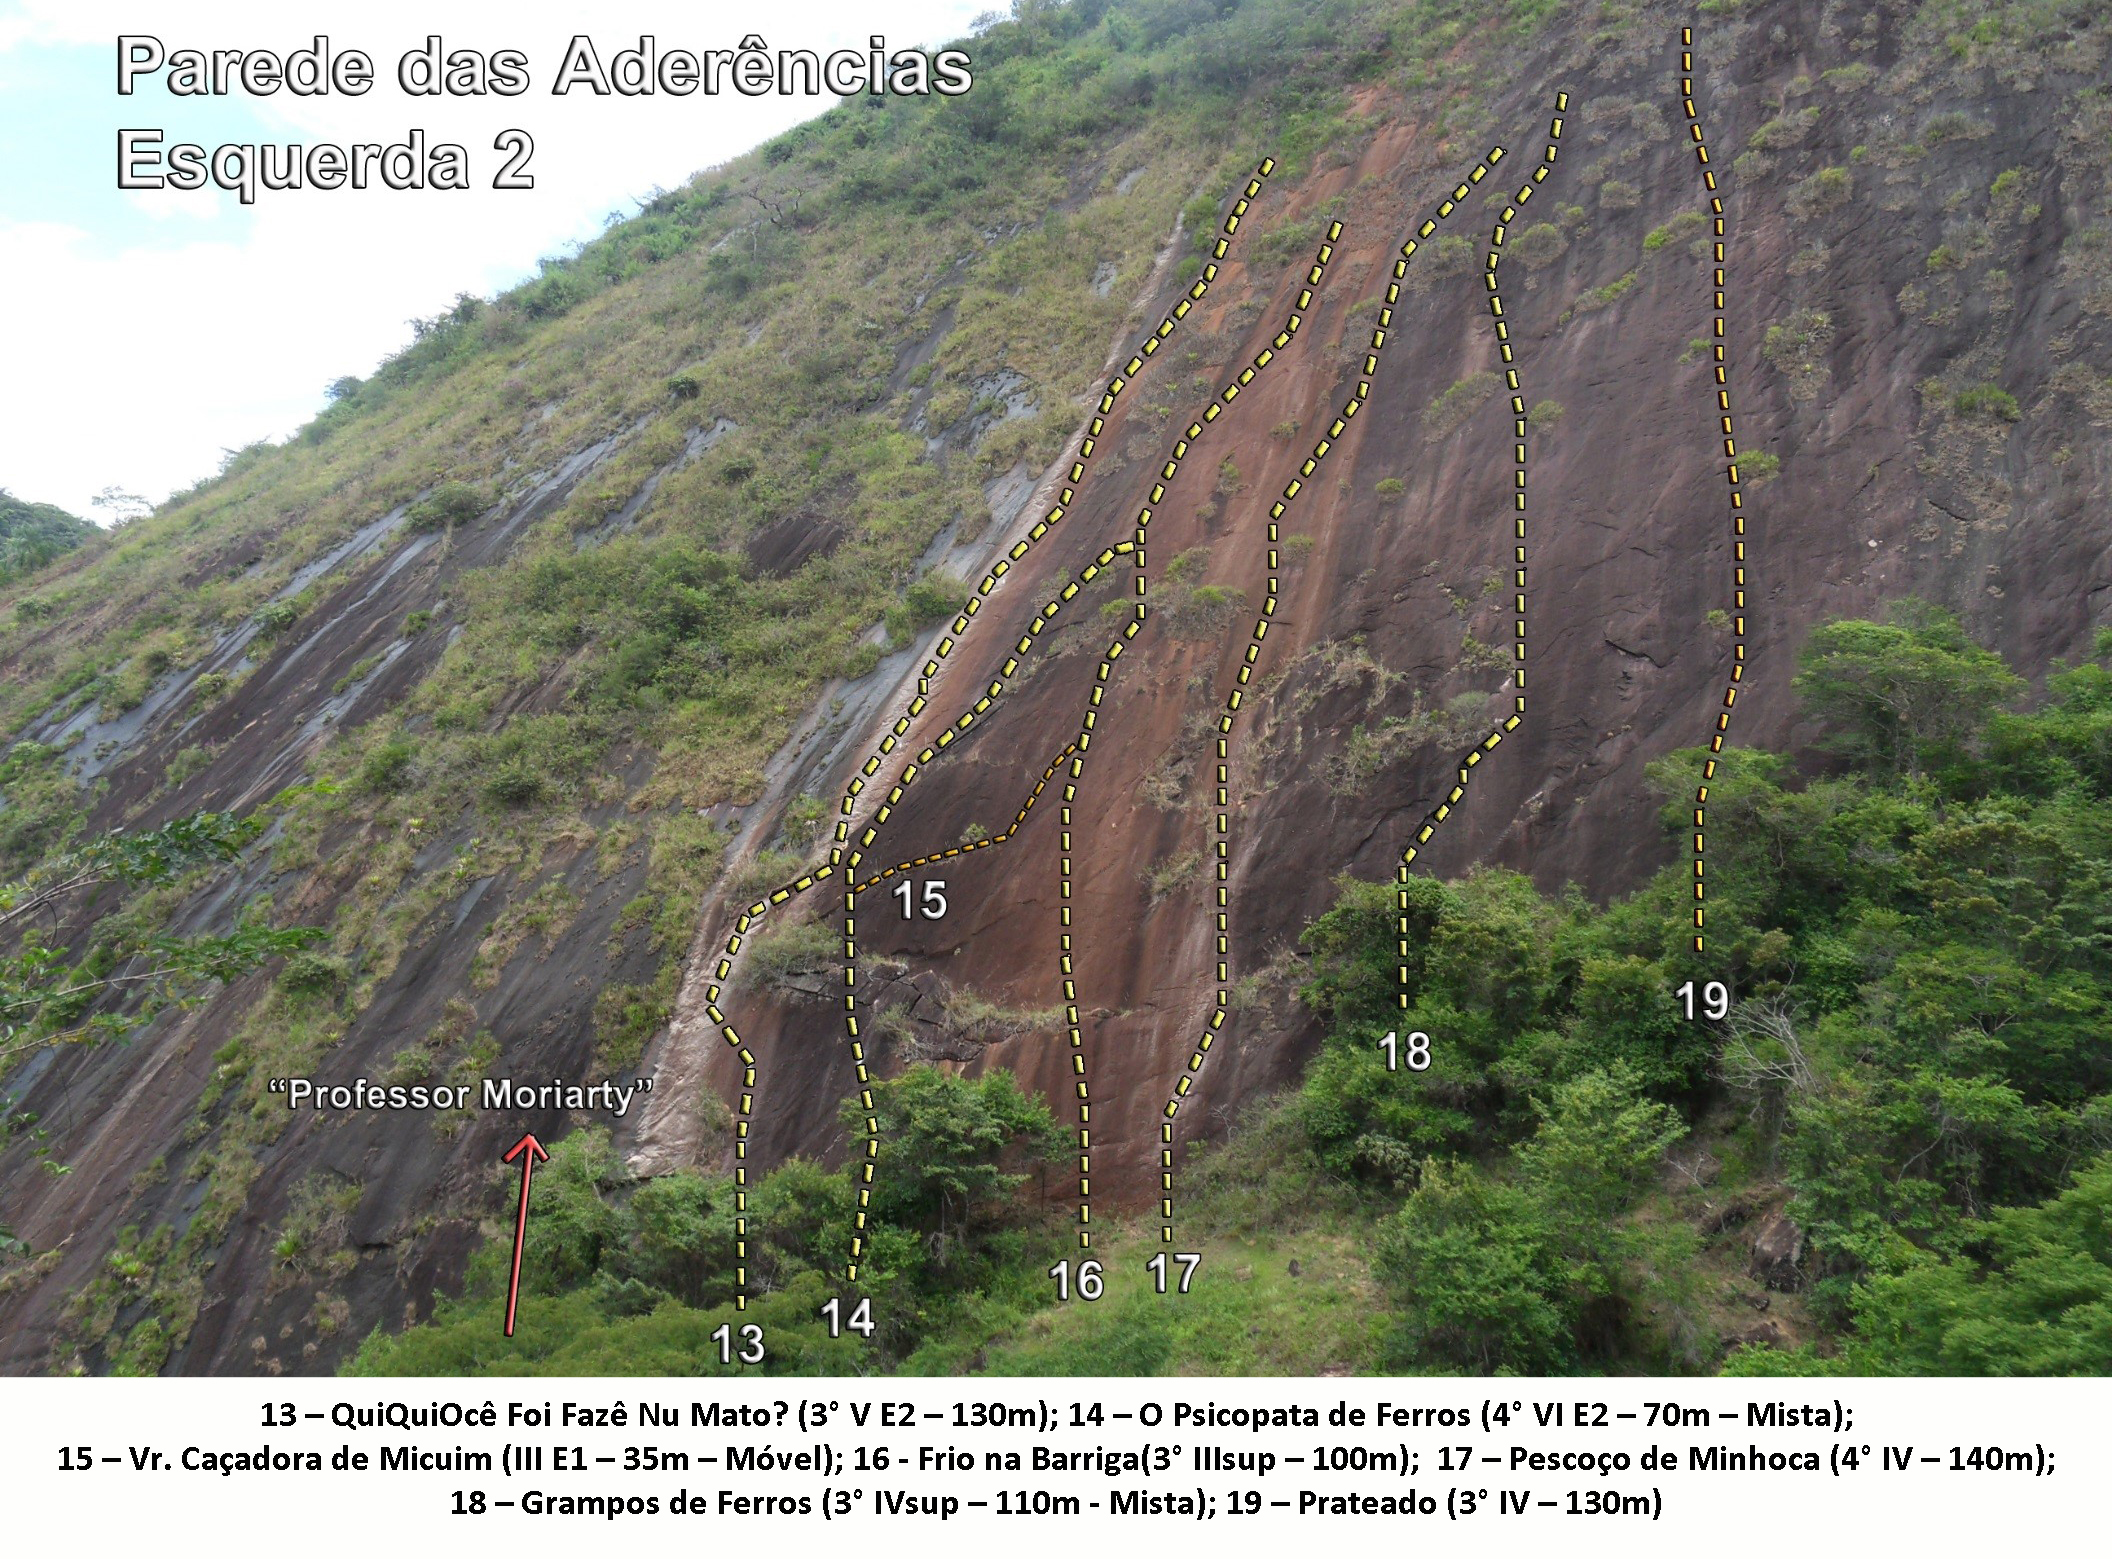 Parede das Aderências
Esquerda 2
15
19
18
"Professor Moriarty"
16
17
14
13
13 – QuiQuiOcê Foi Fazê Nu Mato? (3° V E2 – 130m); 14 – O Psicopata de Ferros (4° VI E2 – 70m – Mista);
15 – Vr. Caçadora de Micuim (III E1 – 35m – Móvel); 16 - Frio na Barriga(3° IIIsup – 100m);  17 – Pescoço de Minhoca (4° IV – 140m);
18 – Grampos de Ferros (3° IVsup – 110m - Mista); 19 – Prateado (3° IV – 130m)